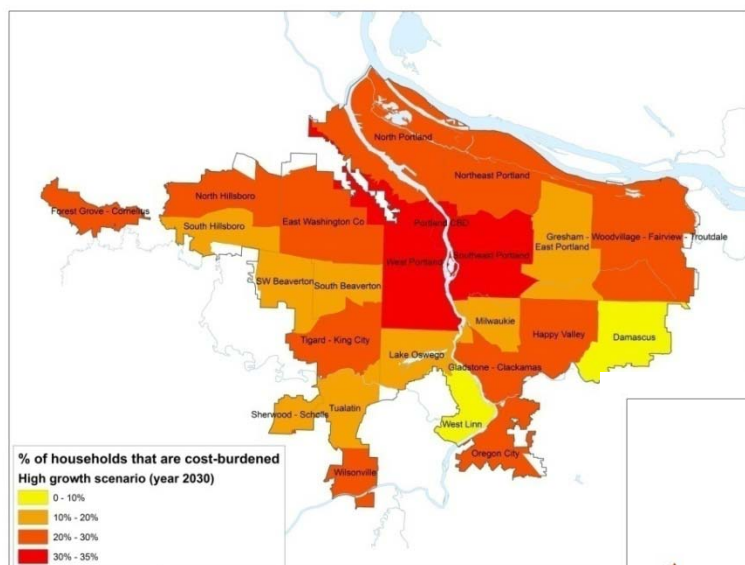 North Portland
Northeast Portland
Forest Grove - Cornelius
North Hillsboro
East Washington Co
South Hillsboro
Portland CBD
Gresham - Woodvillage - Fairview - Troutdale
East Portland
West Portland
Southeast Portland
SW Beaverton
South Beaverton
Milwaukie
Happy Valley
Damascus
Tigard - King City
Lake Oswego
Gladstone - Clackamas
Tualatin
Sherwood - Scholls
West Linn
Oregon City
Wilsonville
% of households that are cost-burdened
High growth scenario (year 2030)
0 - 10%
10% - 20%
20% - 30%
30% - 35%